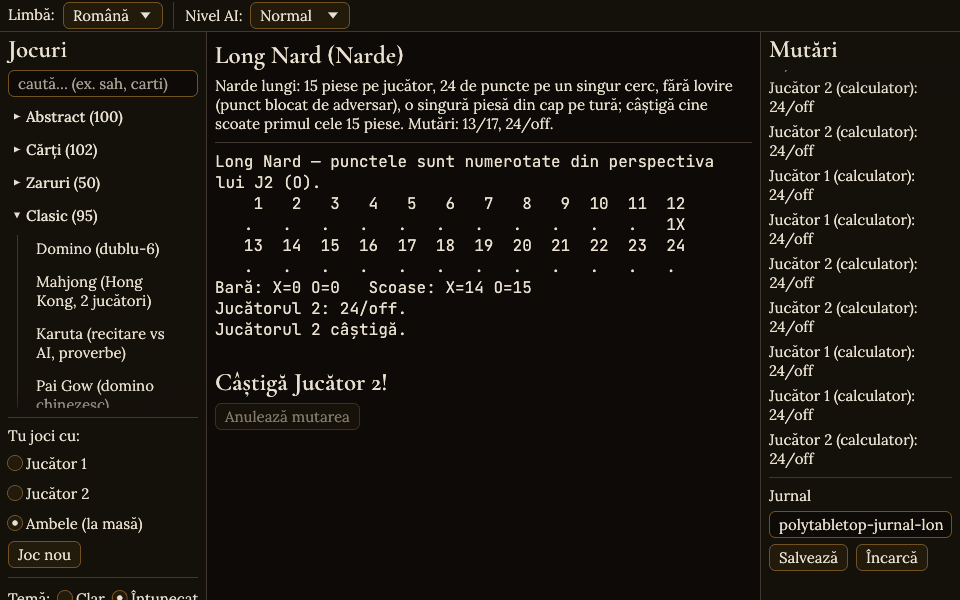 Limbă: Română ▼ Nivel AI: Normal ▼
Jocuri
caută... (ex. sah, carti)
▸ Abstract (100)
▸ Cărți (102)
▸ Zaruri (50)
▾ Clasic (95)
Domino (dublu-6)
Mahjong (Hong
Kong, 2 jucători)
Karuta (recitare vs
AI, proverbe)
Pai Gow (domino
chinezesc)
Tu joci cu:
Jucător 1
Jucător 2
Ambele (la masă)
Joc nou
Temă: Clar Întunecat
Long Nard (Narde)
Narde lungi: 15 piese pe jucător, 24 de puncte pe un singur cerc, fără lovire
(punct blocat de adversar), o singură piesă din cap pe tură; câștigă cine
scoate primul cele 15 piese. Mutări: 13/17, 24/off.
Long Nard — punctele sunt numerotate din perspectiva
lui J2 (O).
1 2 3 4 5 6 7 8 9 10 11 12
. . . . . . . . . . . 1X
13 14 15 16 17 18 19 20 21 22 23 24
. . . . . . . . . . . .
Bară: X=0 O=0 Scoase: X=14 O=15
Jucătorul 2: 24/off.
Jucătorul 2 câștigă.
Câștigă Jucător 2!
Anulează mutarea
Mutări
Jucător 2 (calculator):
24/off
Jucător 2 (calculator):
24/off
Jucător 1 (calculator):
24/off
Jucător 1 (calculator):
24/off
Jucător 2 (calculator):
24/off
Jucător 2 (calculator):
24/off
Jucător 1 (calculator):
24/off
Jucător 1 (calculator):
24/off
Jucător 2 (calculator):
24/off
Jurnal
polytabletop-jurnal-lon
Salvează Încarcă